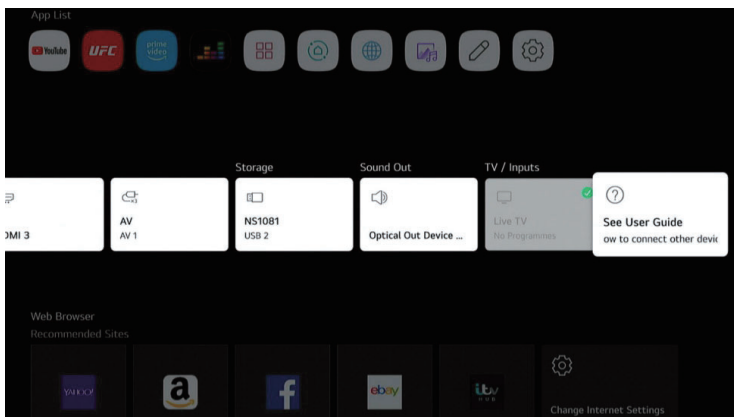 App List
YouTube
UFC
prime video
Storage
Sound Out
TV / Inputs
OMI 3
AV
AV 1
NS1081
USB 2
Optical Out Device ...
Live TV
No Programmes
See User Guide
ow to connect other devic
Web Browser
Recommended Sites
YAHOO!
a
f
ebay
itv
HUB
Change Internet Settings